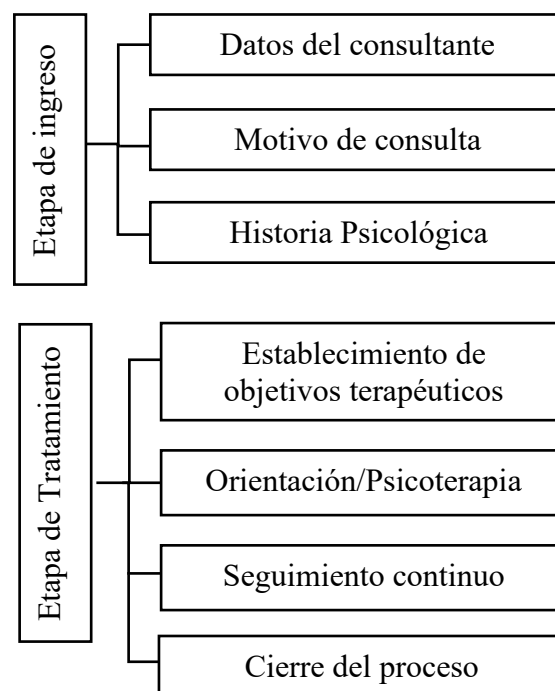 Etapa de ingreso
Datos del consultante
Motivo de consulta
Historia Psicológica
Etapa de Tratamiento
Establecimiento de
objetivos terapéuticos
Orientación/Psicoterapia
Seguimiento continuo
Cierre del proceso